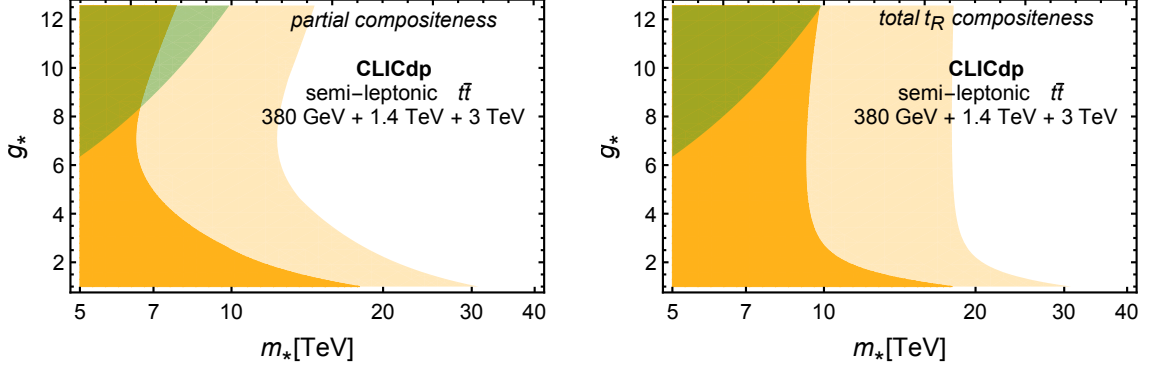 partial compositeness
CLICdp
semi-leptonic tt̄
380 GeV + 1.4 TeV + 3 TeV
12
10
8
6
4
2
g*
5 7 10 20 30 40
m*[TeV]
total tR compositeness
CLICdp
semi-leptonic tt̄
380 GeV + 1.4 TeV + 3 TeV
12
10
8
6
4
2
g*
5 7 10 20 30 40
m*[TeV]